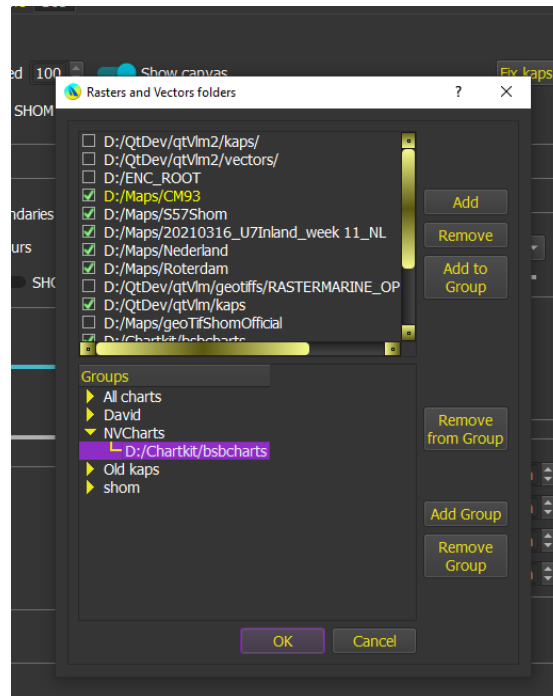 ed 100 Show canvas Fix kaps
Rasters and Vectors folders ?
SHOM
D:/QtDev/qtVlm2/kaps/
D:/QtDev/qtVlm2/vectors/
D:/ENC_ROOT
D:/Maps/CM93
Add
D:/Maps/S57Shom
ndaries
D:/Maps/20210316_U7Inland_week 11_NL
Remove
urs
D:/Maps/Nederland
D:/Maps/Roterdam
Add to
Group
SHO
D:/QtDev/qtVlm/geotiffs/RASTERMARINE_OP
D:/QtDev/qtVlm/kaps
D:/Maps/geoTifShomOfficial
D:/Chartkit/bsbcharts
Groups
All charts
David
NVCharts
D:/Chartkit/bsbcharts
Old kaps
shom
Remove
from Group
Add Group
Remove
Group
OK Cancel